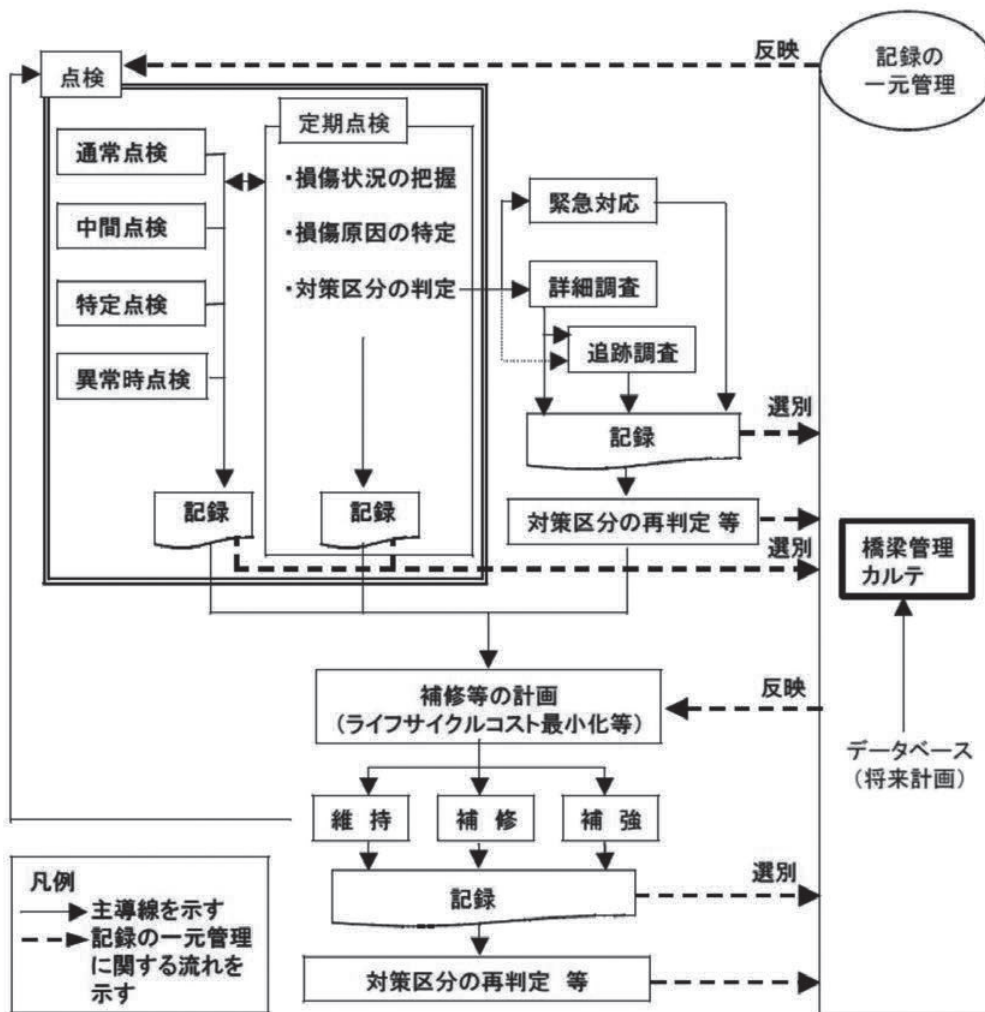 反映
記録の
一元管理
点検
定期点検
通常点検
中間点検
特定点検
異常時点検
・損傷状況の把握
・損傷原因の特定
・対策区分の判定
緊急対応
詳細調査
追跡調査
記録
選別
対策区分の再判定 等
記録
記録
選別
橋梁管理
カルテ
補修等の計画
(ライフサイクルコスト最小化等)
反映
データベース
(将来計画)
維 持
補 修
補 強
記録
選別
対策区分の再判定 等
凡例
主導線を示す
記録の一元管理
に関する流れを
示す